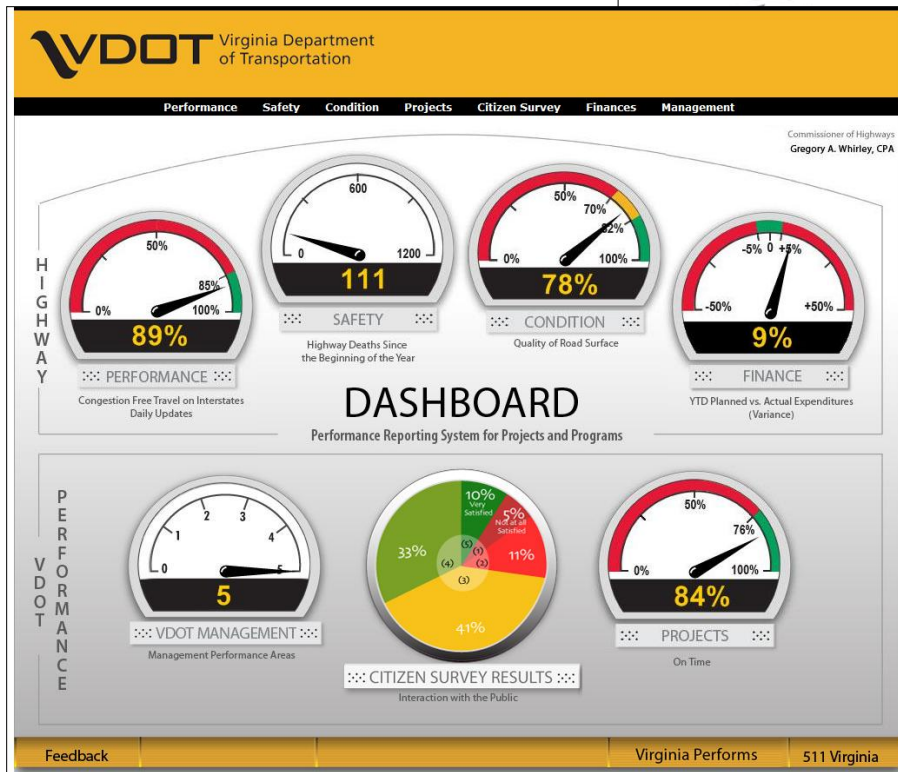 VDOT Virginia Department
of Transportation
Performance Safety Condition Projects Citizen Survey Finances Management
Commissioner of Highways
Gregory A. Whirley, CPA
HIGHWAY
0% 50% 85% 100%
89%
PERFORMANCE
Congestion Free Travel on Interstates
Daily Updates
0 600 1200
111
SAFETY
Highway Deaths Since
the Beginning of the Year
0% 50% 70% 82% 100%
78%
CONDITION
Quality of Road Surface
-50% -5% 0 +5% +50%
9%
FINANCE
YTD Planned vs. Actual Expenditures
(Variance)
DASHBOARD
Performance Reporting System for Projects and Programs
VDOT
PERFORMANCE
0 1 2 3 4 5
5
VDOT MANAGEMENT
Management Performance Areas
10%
Very
Satisfied
5%
Not at all
Satisfied
11%
41%
33%
(5)
(1)
(2)
(3)
(4)
CITIZEN SURVEY RESULTS
Interaction with the Public
0% 50% 76% 100%
84%
PROJECTS
On Time
Feedback Virginia Performs 511 Virginia